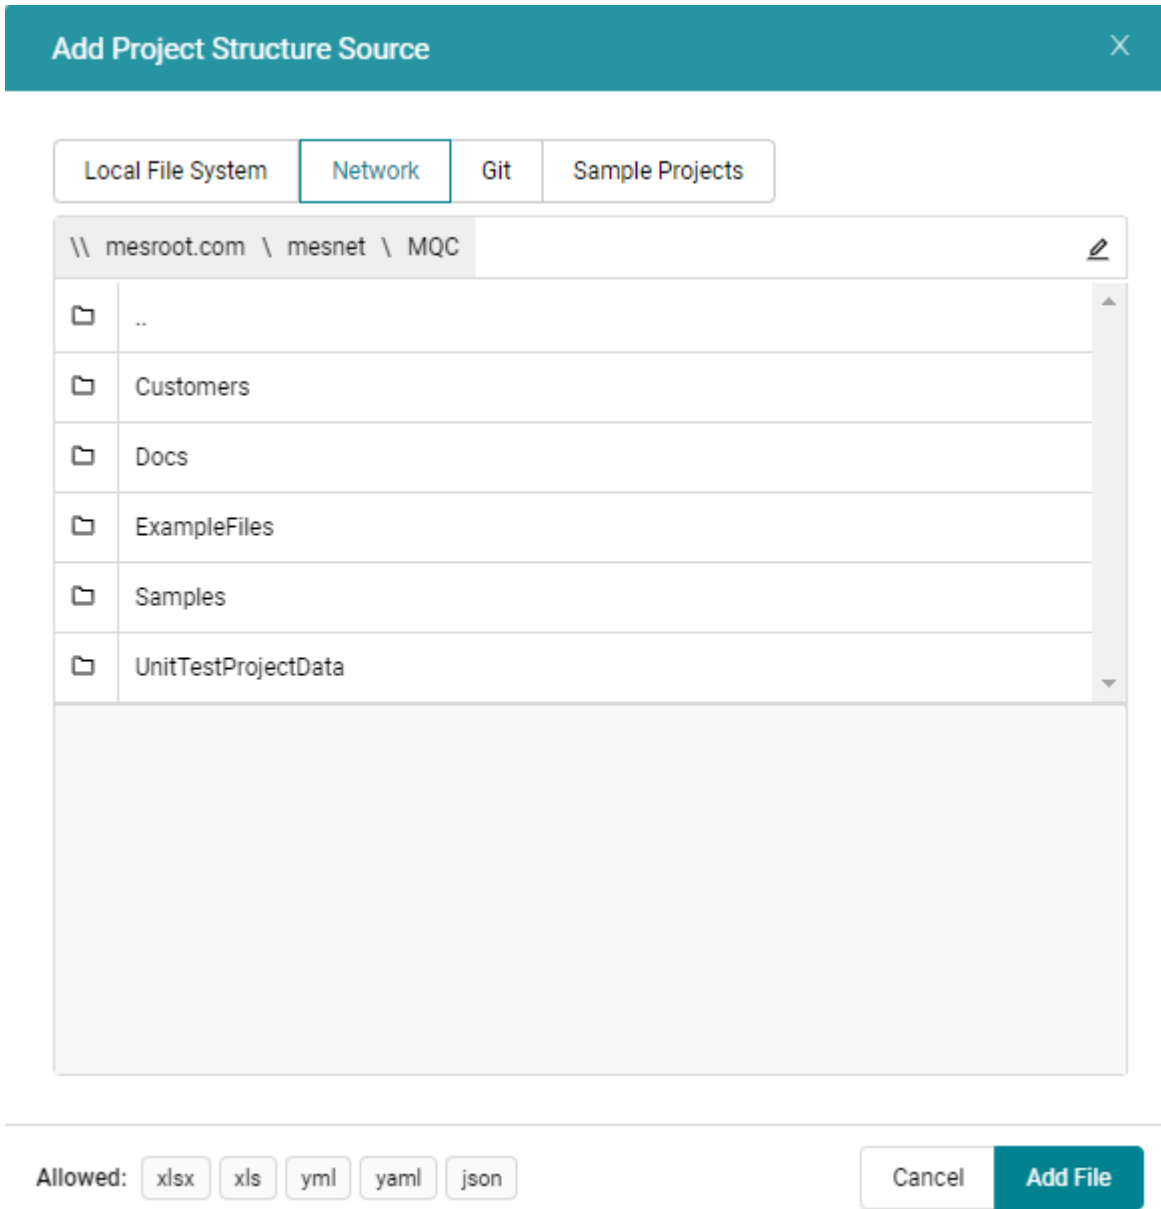 Add Project Structure Source
Local File System Network Git Sample Projects
\\ mesroot.com \ mesnet \ MQC
..
Customers
Docs
ExampleFiles
Samples
UnitTestProjectData
Allowed: xlsx xls yml yaml json Cancel Add File